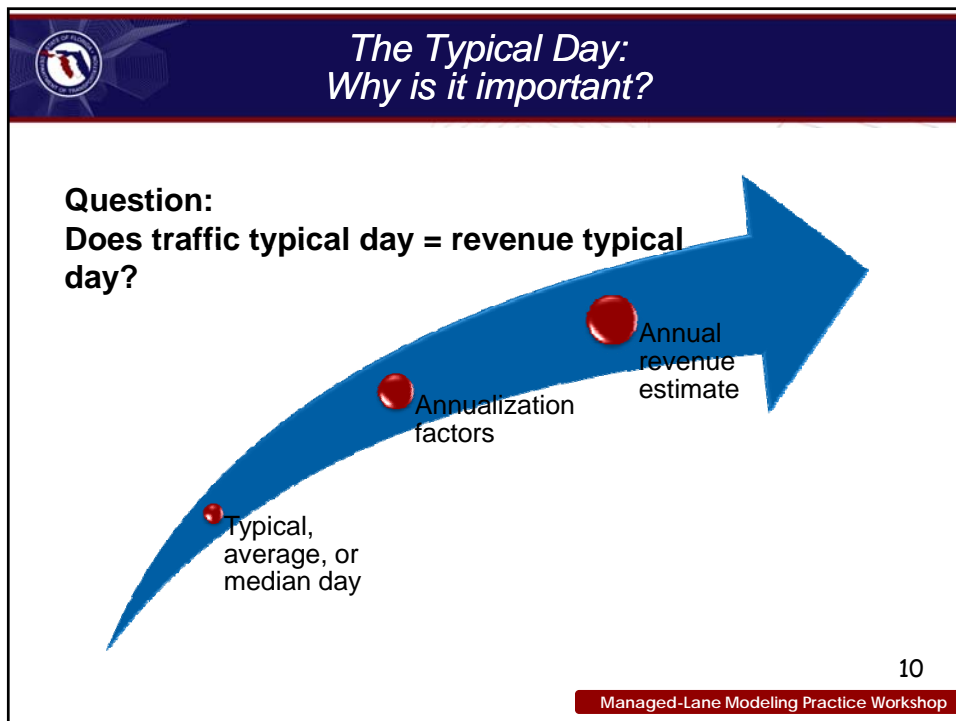 The Typical Day:
Why is it important?
Question:
Does traffic typical day = revenue typical
day?
Annual
revenue
estimate
Annualization
factors
Typical,
average, or
median day
10
Managed-Lane Modeling Practice Workshop